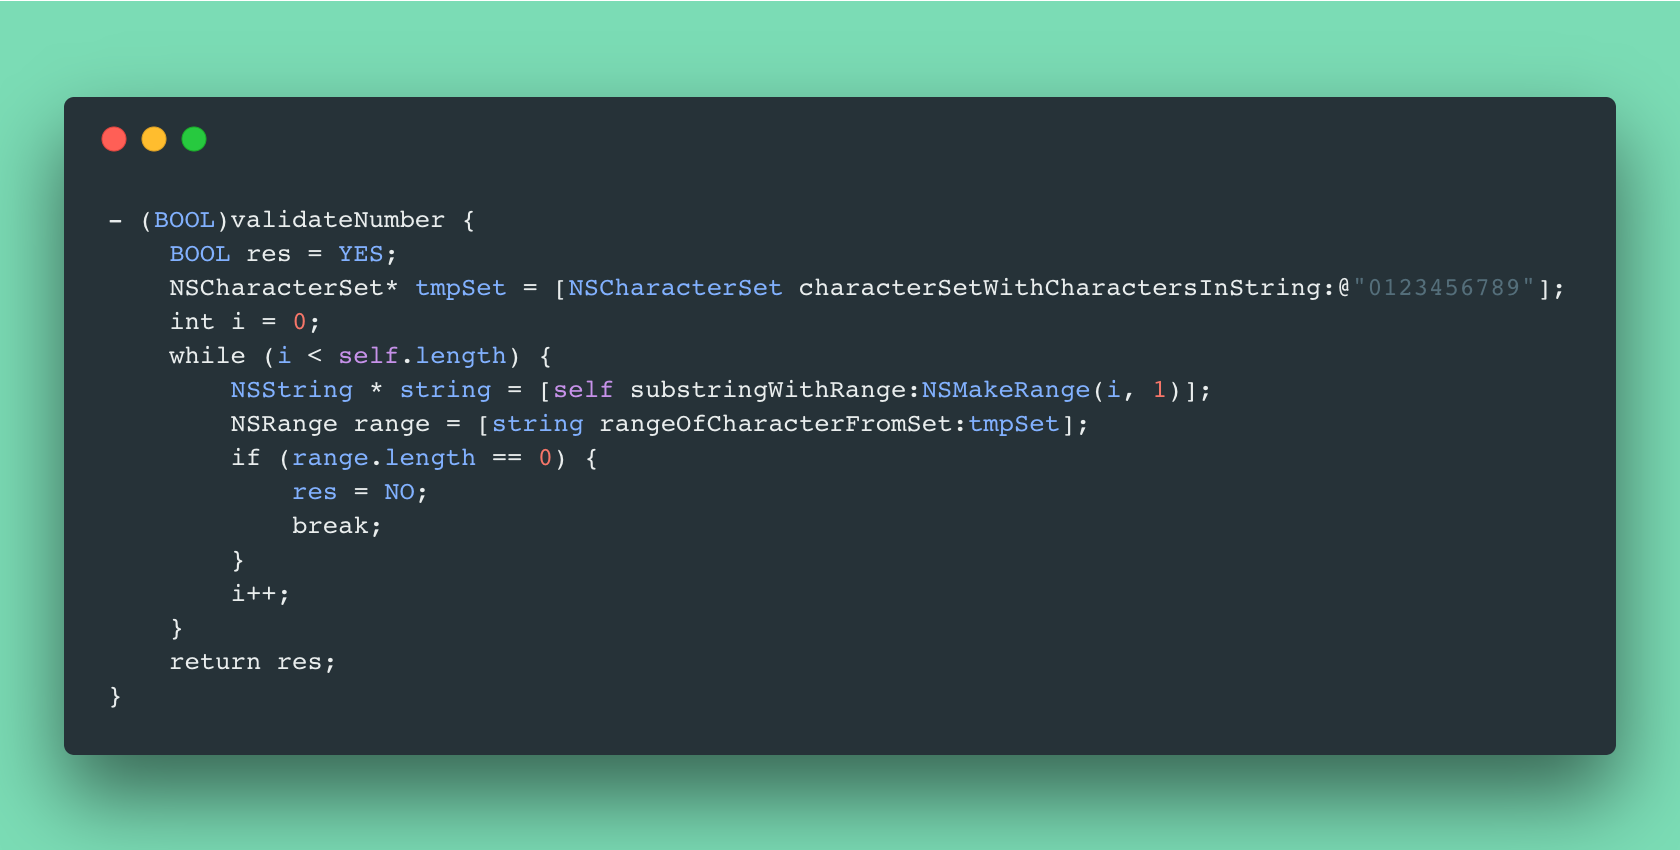 - (BOOL)validateNumber {
    BOOL res = YES;
    NSCharacterSet* tmpSet = [NSCharacterSet characterSetWithCharactersInString:@"0123456789"];
    int i = 0;
    while (i < self.length) {
        NSString * string = [self substringWithRange:NSMakeRange(i, 1)];
        NSRange range = [string rangeOfCharacterFromSet:tmpSet];
        if (range.length == 0) {
            res = NO;
            break;
        }
        i++;
    }
    return res;
}